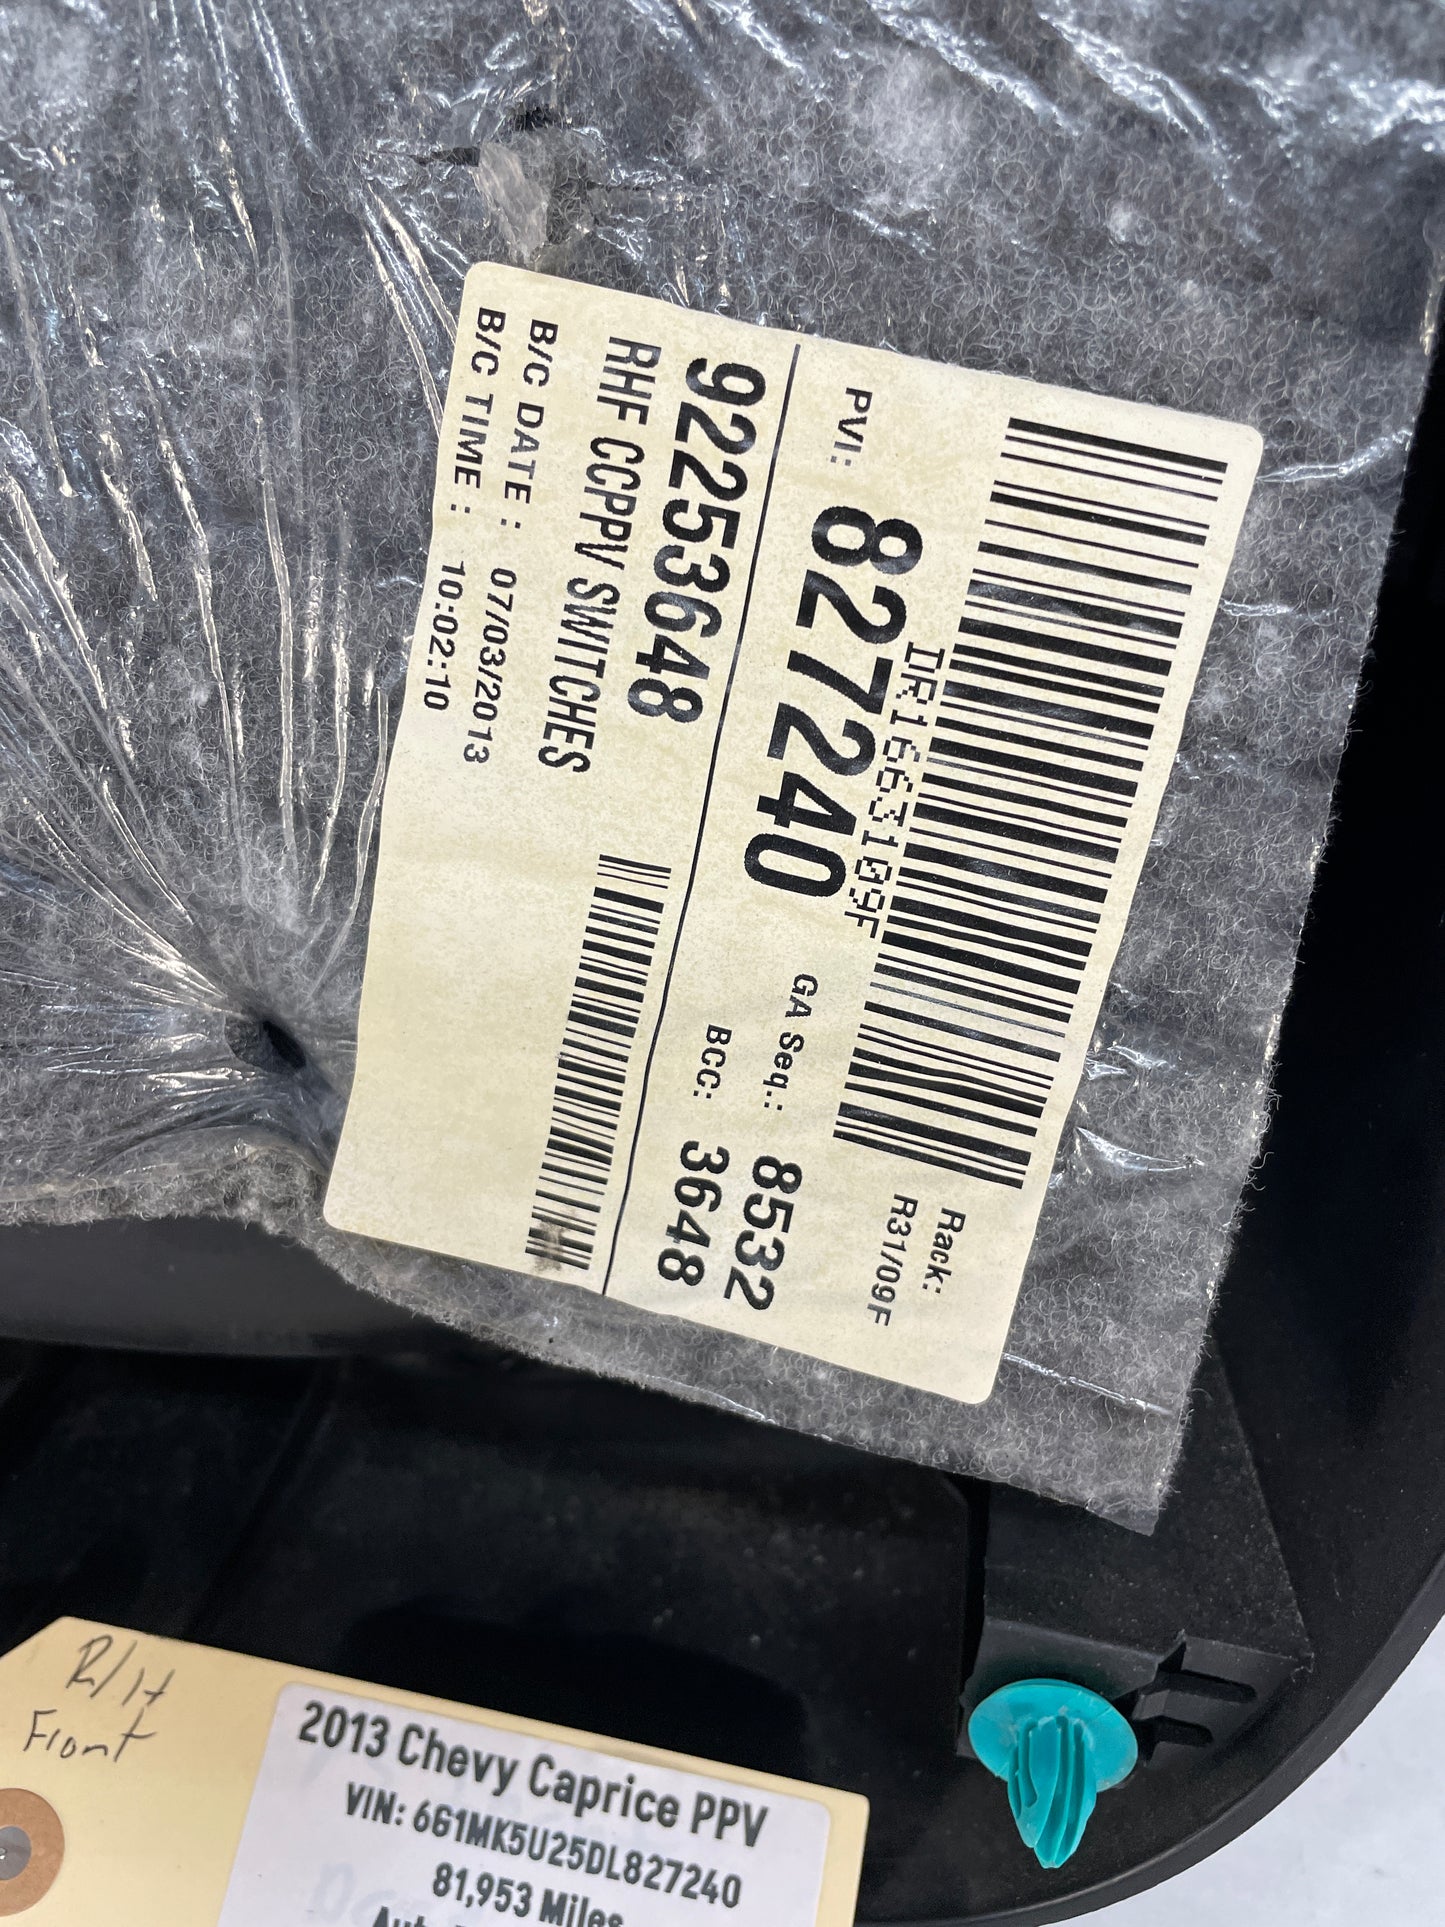 Rack:
R31/09F
DR1663109F
PVI: 827240
GA Seq.: 8532
BCC: 3648
9225368
RHF CCPPV SWITCHES
B/C DATE : 07/03/2013
B/C TIME : 10:02:10
R/H
Front
2013 Chevy Caprice PPV
VIN: 6G1MK5U25DL827240
81,953 Miles